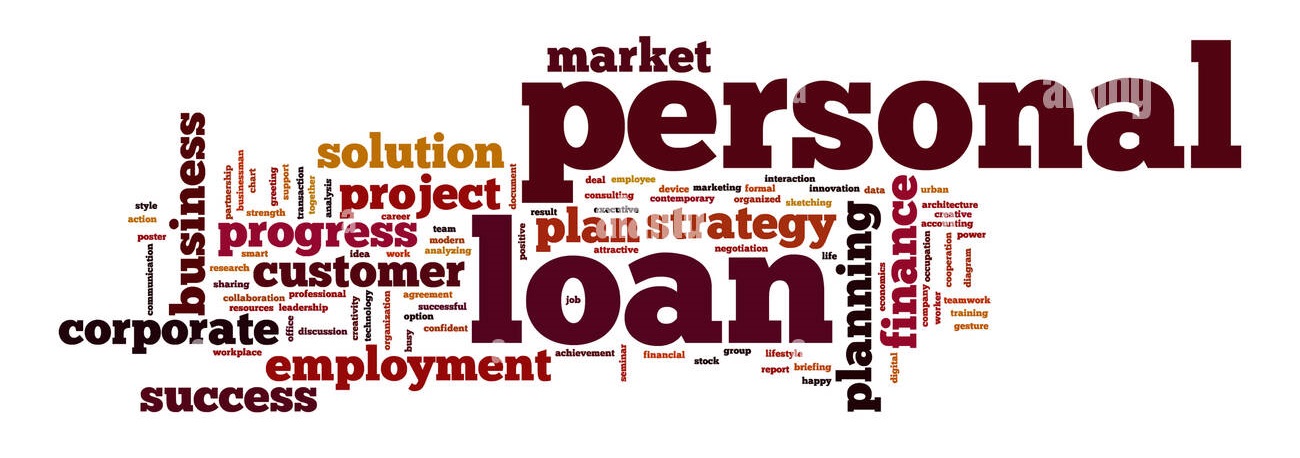 market
personal
solution
business
partnership
businessman
chart
greeting
support
transaction
together
analysis
document
project
deal
employee
interaction
consulting
device
marketing
formal
innovation
data
urban
contemporary
organized
sketching
style
action
poster
strength
career
result
executive
architecture
creative
accounting
power
progress
team
modern
analyzing
positive
plan
strategy
attractive
negotiation
life
planning
finance
smart
idea
work
research
customer
loan
communication
sharing
collaboration
professional
resources
leadership
creativity
technology
organization
agreement
successful
option
confident
busy
job
economics
company
occupation
worker
cooperation
diagram
teamwork
training
gesture
corporate
office
discussion
workplace
employment
achievement
seminar
financial
stock
group
lifestyle
report
briefing
happy
digital
success
alamy